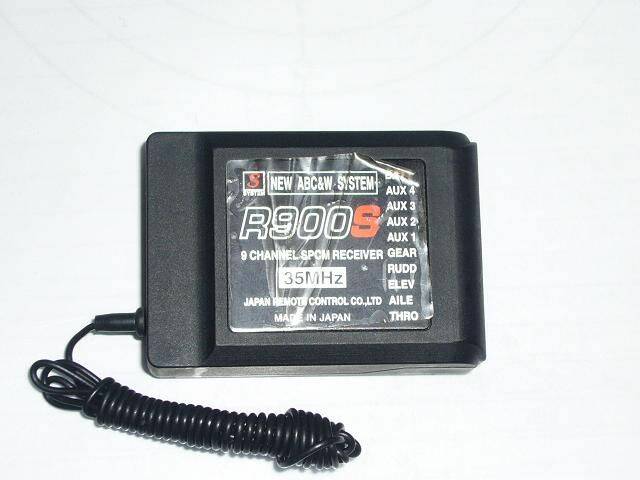 S
SYSTEM
NEW ABC&W SYSTEM
R900S
9 CHANNEL SPCM RECEIVER
35MHz
JAPAN REMOTE CONTROL CO.,LTD
MADE IN JAPAN
AUX 4
AUX 3
AUX 2
AUX 1
GEAR
RUDD
ELEV
AILE
THRO